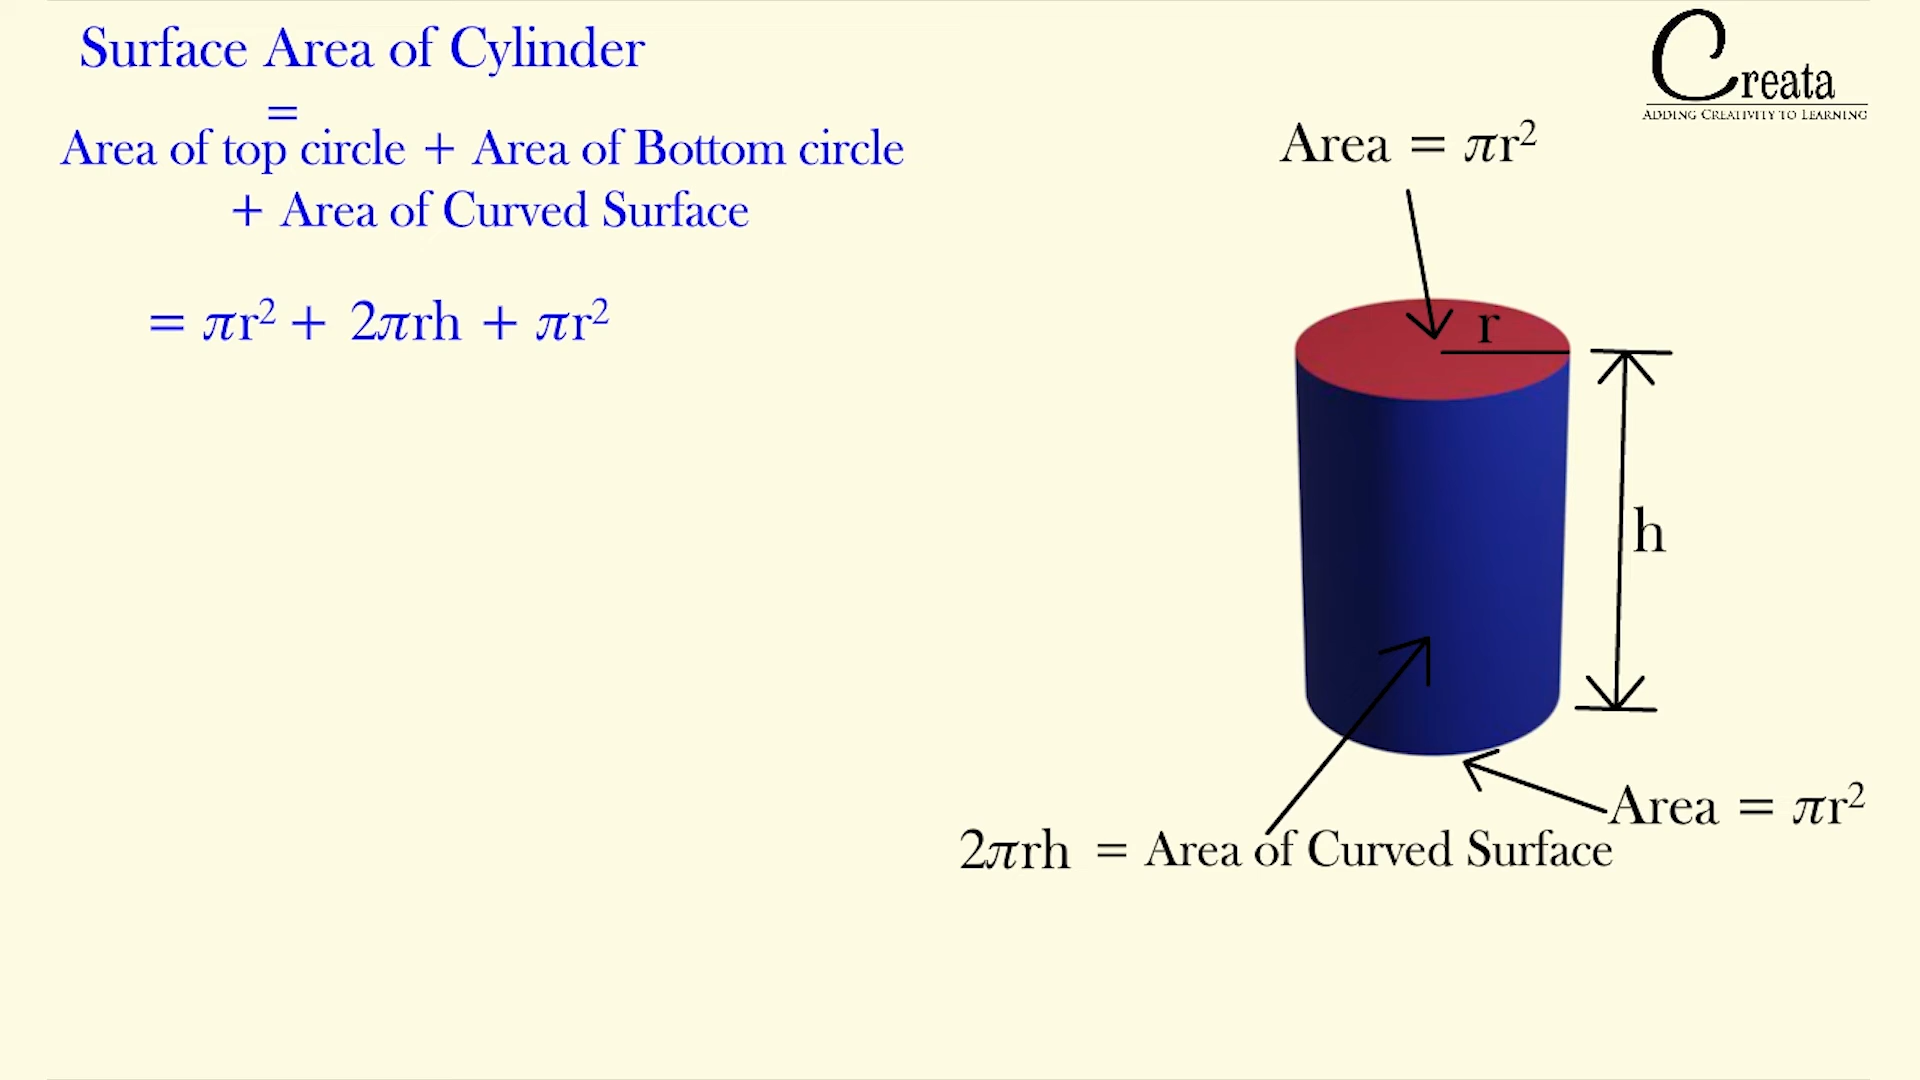 Surface Area of Cylinder
=
Area of top circle + Area of Bottom circle
+ Area of Curved Surface
= πr² + 2πrh + πr²
Creata
ADDING CREATIVITY TO LEARNING
Area = πr²
r
h
Area = πr²
2πrh = Area of Curved Surface